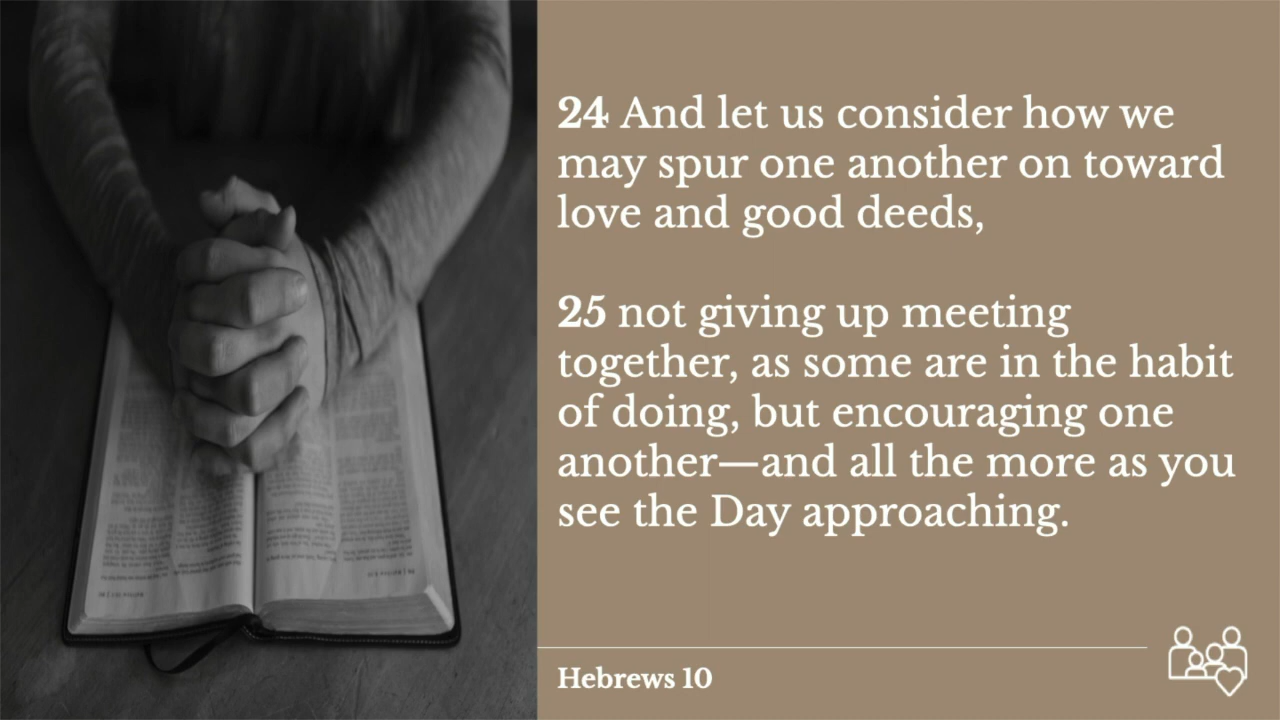 24 And let us consider how we
may spur one another on toward
love and good deeds,
25 not giving up meeting
together, as some are in the habit
of doing, but encouraging one
another—and all the more as you
see the Day approaching.
Hebrews 10